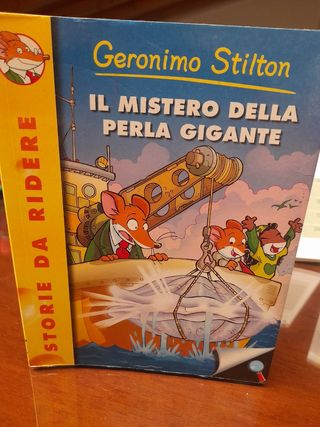 Geronimo Stilton
IL MISTERO DELLA
PERLA GIGANTE
STORIE DA RIDERE